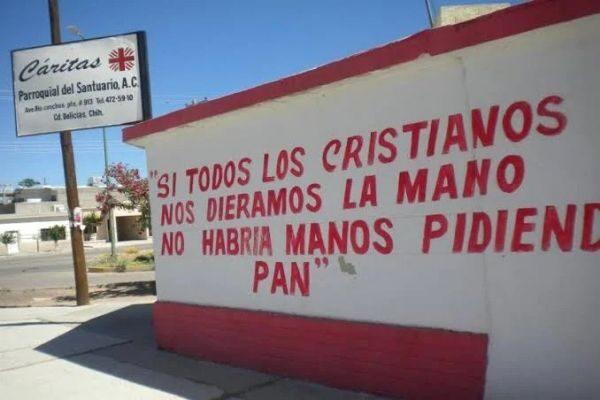 Cáritas
Parroquial del Santuario, A.C.
Cd. Delicias, Chih.
"SI TODOS LOS CRISTIANOS
NOS DIERAMOS LA MANO
NO HABRIA MANOS PIDIEND
PAN"